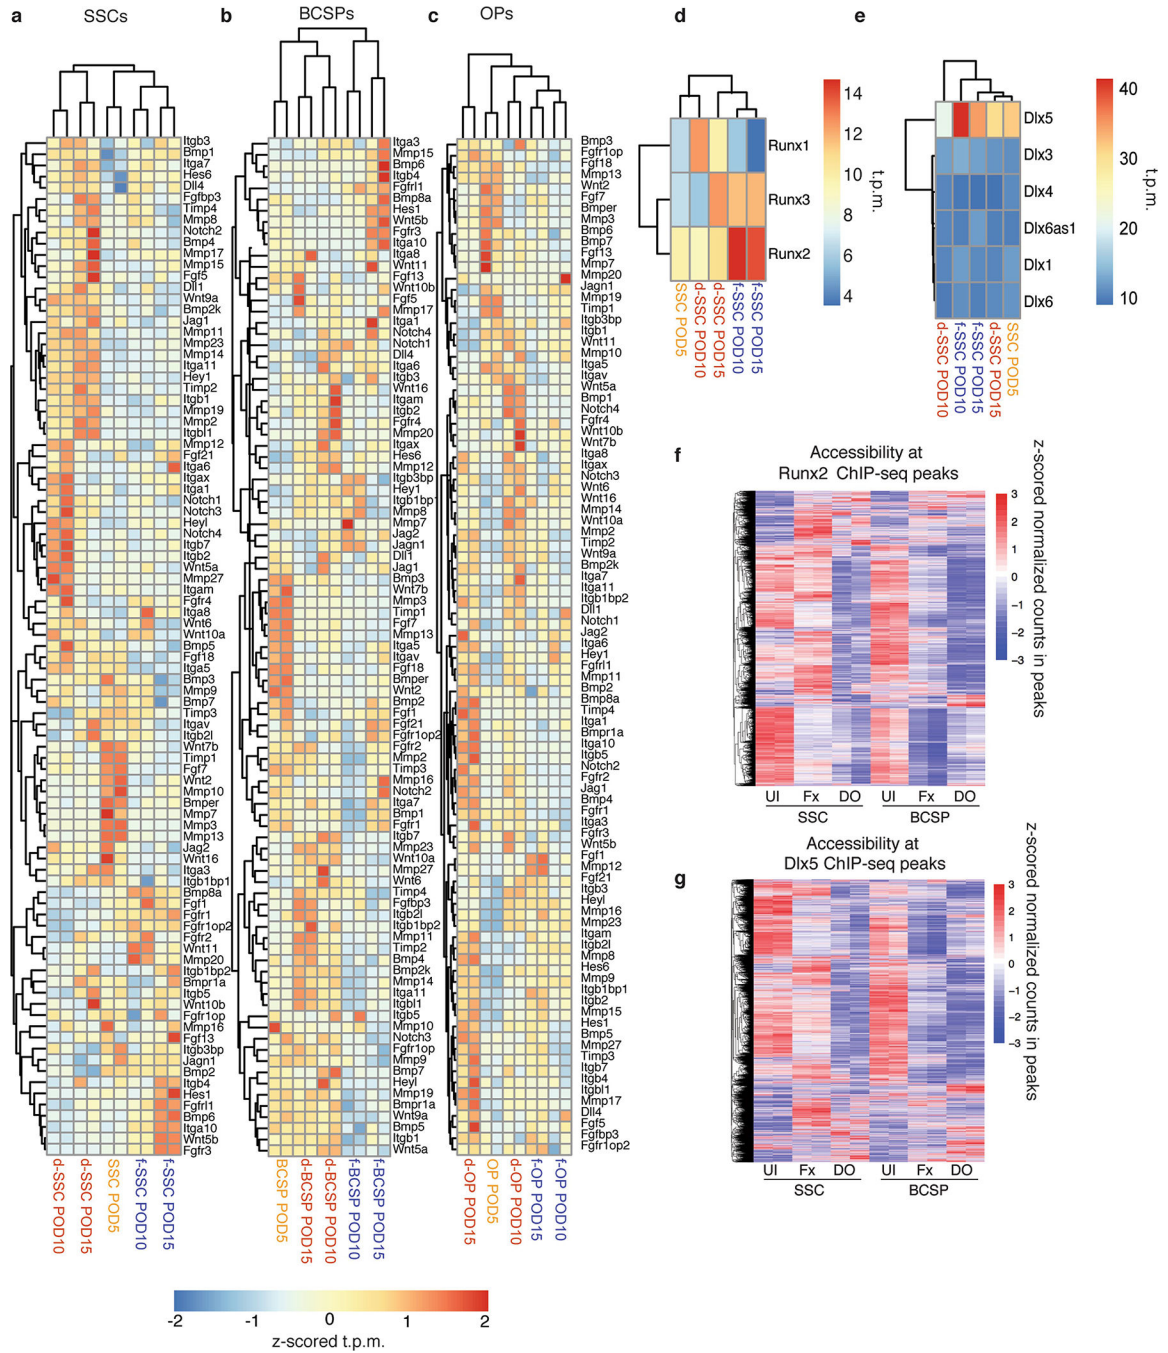 a SSCs
Itgb3
Bmp1
Itga7
Hes6
Dll4
Fgfbp3
Timp4
Mmp8
Notch2
Bmp4
Mmp17
Mmp15
Fgf5
Dll1
Wnt9a
Bmp2k
Jag1
Mmp11
Mmp23
Mmp14
Itga11
Hey1
Timp2
Itgb1
Mmp19
Mmp2
Itgbl1
Mmp12
Fgf21
Itga6
Itgax
Itga1
Notch1
Notch3
Heyl
Notch4
Itgb7
Itgb2
Wnt5a
Mmp27
Itgam
Fgfr4
Itga8
Wnt6
Wnt10a
Bmp5
Fgf18
Itga5
Bmp3
Mmp9
Bmp7
Timp3
Itgav
Itgb2l
Wnt7b
Timp1
Fgf7
Wnt2
Mmp10
Bmper
Mmp7
Mmp3
Mmp13
Jag2
Wnt16
Itga3
Itgb1bp1
Bmp8a
Fgf1
Fgfr1
Fgfr1op2
Fgfr2
Wnt11
Mmp20
Itgb1bp2
Bmpr1a
Itgb5
Wnt10b
Fgfr1op
Mmp16
Fgf13
Itgb3bp
Jagn1
Bmp2
Itgb4
Hes1
Fgfrl1
Bmp6
Itga10
Wnt5b
Fgfr3
d-SSC POD10
d-SSC POD15
SSC POD5
f-SSC POD10
f-SSC POD15
b BCSPs
Itga3
Mmp15
Bmp6
Itgb4
Fgfrl1
Bmp8a
Hes1
Wnt5b
Fgfr3
Itga10
Itga8
Wnt11
Fgf13
Wnt10b
Fgf5
Mmp17
Itga1
Notch4
Notch1
Dll4
Itga6
Itgb3
Wnt16
Itgam
Itgb2
Fgfr4
Mmp20
Itgax
Hes6
Mmp12
Itgb3bp
Hey1
Itgb1bp1
Mmp8
Mmp7
Jag2
Jagn1
Dll1
Jag1
Bmp3
Wnt7b
Mmp3
Timp1
Fgf7
Mmp13
Itga5
Itgav
Fgf18
Bmper
Wnt2
Bmp2
Fgf1
Fgf21
Fgfr1op2
Fgfr2
Mmp2
Timp3
Mmp16
Notch2
Itga7
Bmp1
Fgfr1
Itgb7
Mmp23
Wnt10a
Mmp27
Wnt6
Timp4
Fgfbp3
Itgb2l
Itgb1bp2
Mmp11
Timp2
Bmp4
Bmp2k
Mmp14
Itga11
Itgbl1
Itgb5
Mmp10
Notch3
Fgfr1op
Mmp9
Bmp7
Heyl
Mmp19
Bmpr1a
Wnt9a
Bmp5
Itgb1
Wnt5a
BCSP POD5
d-BCSP POD15
d-BCSP POD10
f-BCSP POD10
f-BCSP POD15
c OPs
Bmp3
Fgfr1op
Fgf18
Mmp13
Wnt2
Fgf7
Bmper
Mmp3
Bmp6
Bmp7
Fgf13
Mmp7
Mmp20
Jagn1
Mmp19
Timp1
Itgb3bp
Itgb1
Wnt11
Mmp10
Itga5
Itgav
Wnt5a
Bmp1
Notch4
Fgfr4
Wnt10b
Wnt7b
Itga8
Itgax
Notch3
Wnt6
Wnt16
Mmp14
Wnt10a
Mmp2
Timp2
Wnt9a
Bmp2k
Itga7
Itga11
Itgb1bp2
Dll1
Notch1
Jag2
Itga6
Hey1
Fgfrl1
Mmp11
Bmp2
Bmp8a
Timp4
Itga1
Bmpr1a
Itga10
Itgb5
Notch2
Fgfr2
Jag1
Bmp4
Fgfr1
Itga3
Fgfr3
Wnt5b
Fgf1
Mmp12
Fgf21
Itgb3
Heyl
Mmp16
Mmp23
Itgam
Itgb2l
Mmp8
Hes6
Mmp9
Itgb1bp1
Itgb2
Mmp15
Hes1
Bmp5
Mmp27
Timp3
Itgb7
Itgb4
Itgbl1
Mmp17
Dll4
Fgf5
Fgfbp3
Fgfr1op2
d-OP POD15
OP POD5
d-OP POD10
f-OP POD15
f-OP POD10
-2 -1 0 1 2
z-scored t.p.m.
d
Runx1
Runx3
Runx2
SSC POD5
d-SSC POD10
d-SSC POD15
f-SSC POD10
f-SSC POD15
14
12
10
8
6
4
t.p.m.
e
Dlx5
Dlx3
Dlx4
Dlx6as1
Dlx1
Dlx6
d-SSC POD10
f-SSC POD10
f-SSC POD15
d-SSC POD15
SSC POD5
40
30
20
10
t.p.m.
f
Accessibility at
Runx2 ChIP-seq peaks
UI Fx DO UI Fx DO
SSC BCSP
3
2
1
0
−1
−2
−3
z-scored normalized counts in peaks
g
Accessibility at
Dlx5 ChIP-seq peaks
UI Fx DO UI Fx DO
SSC BCSP
3
2
1
0
−1
−2
−3
z-scored normalized counts in peaks